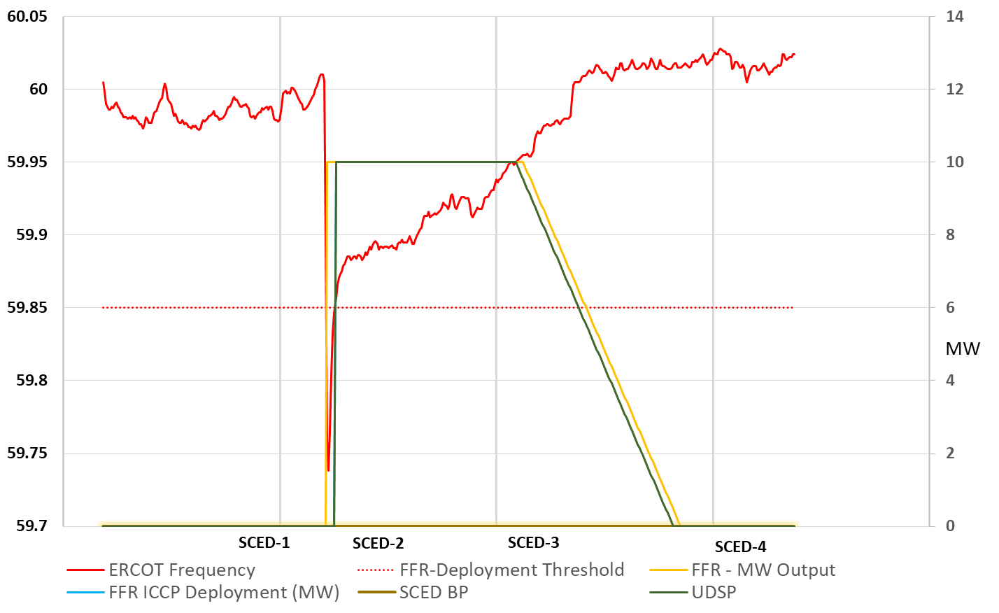 60.05 14
60 12
59.95 10
59.9 8
59.85 6
MW
59.8 4
59.75 2
59.7 0
SCED-1 SCED-2 SCED-3 SCED-4
ERCOT Frequency FFR-Deployment Threshold FFR - MW Output
FFR ICCP Deployment (MW) SCED BP UDSP